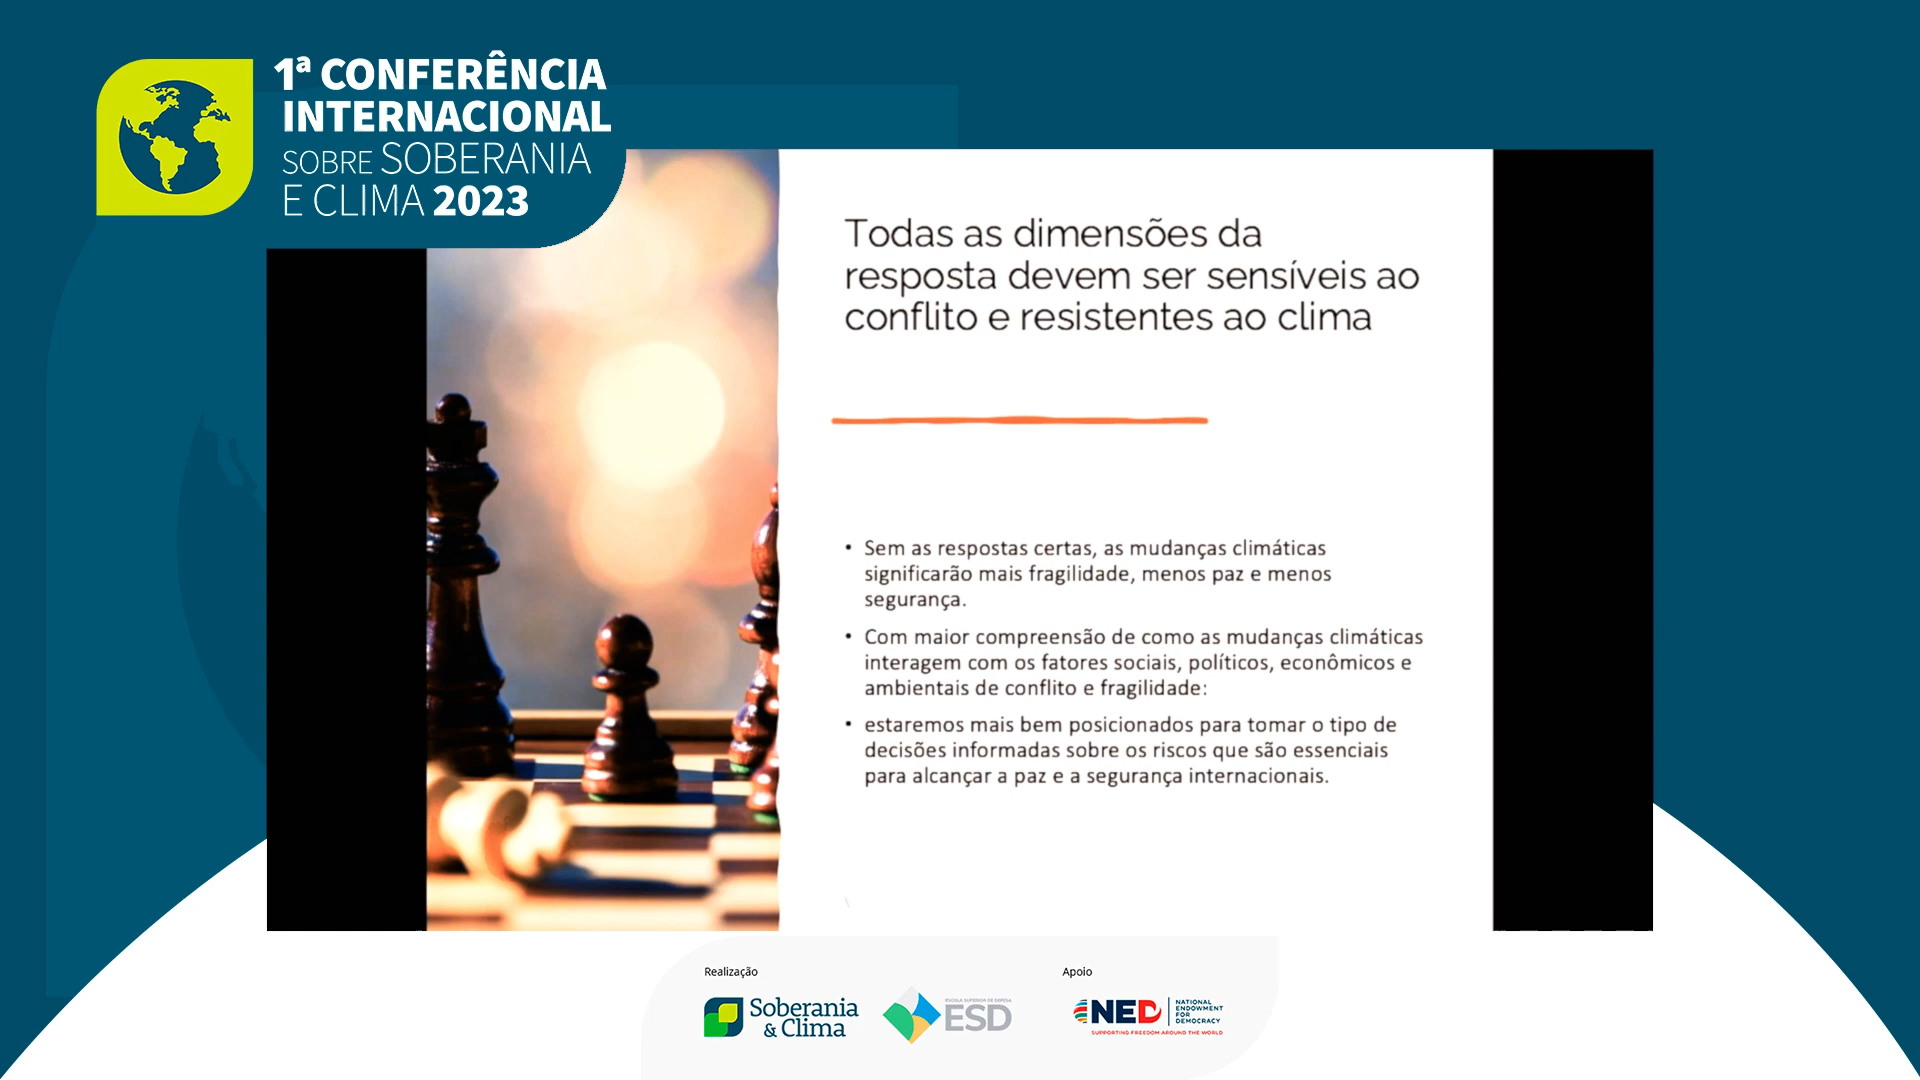 1ª CONFERÊNCIA
INTERNACIONAL
SOBRE SOBERANIA
E CLIMA 2023
Todas as dimensões da
resposta devem ser sensíveis ao
conflito e resistentes ao clima
• Sem as respostas certas, as mudanças climáticas
significarão mais fragilidade, menos paz e menos
segurança.
• Com maior compreensão de como as mudanças climáticas
interagem com os fatores sociais, políticos, econômicos e
ambientais de conflito e fragilidade:
• estaremos mais bem posicionados para tomar o tipo de
decisões informadas sobre os riscos que são essenciais
para alcançar a paz e a segurança internacionais.
Realização
Soberania
& Clima
ESCOLA SUPERIOR DE DEFESA
ESD
Apoio
NED
NATIONAL
ENDOWMENT
FOR
DEMOCRACY
SUPPORTING FREEDOM AROUND THE WORLD